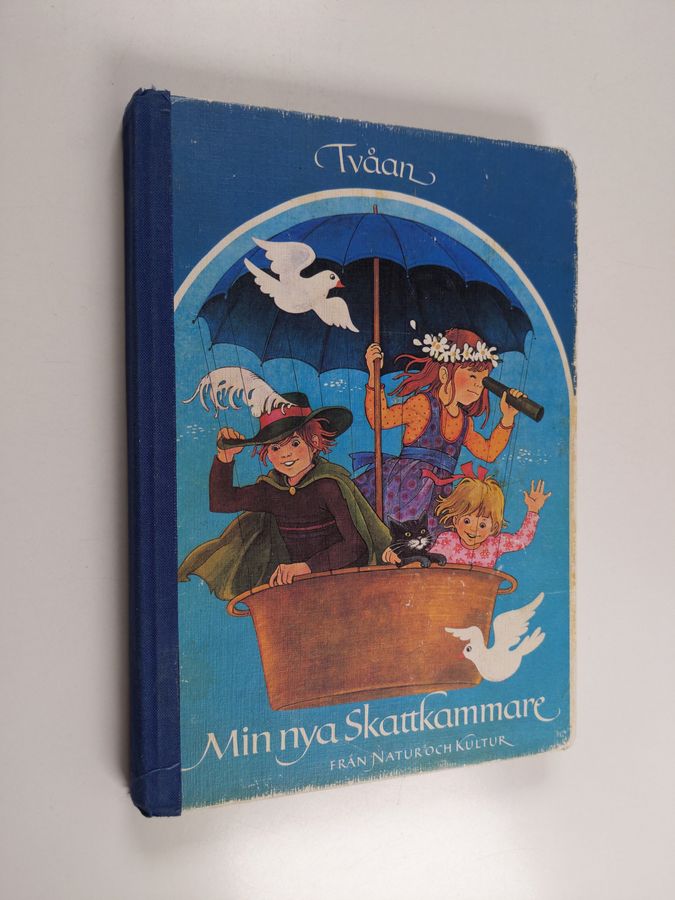 Tvåan
Min nya Skattkammare
FRÅN NATUR OCH KULTUR